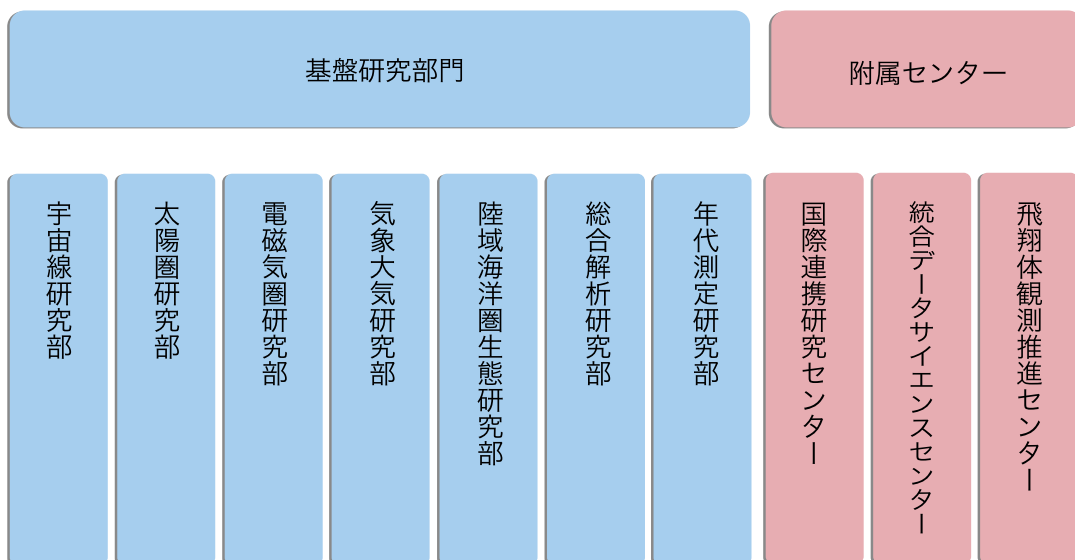 基盤研究部門
附属センター
宇宙線研究部
太陽圏研究部
電磁気圏研究部
気象大気研究部
陸域海洋圏生態研究部
総合解析研究部
年代測定研究部
国際連携研究センター
統合データサイエンスセンター
飛翔体観測推進センター